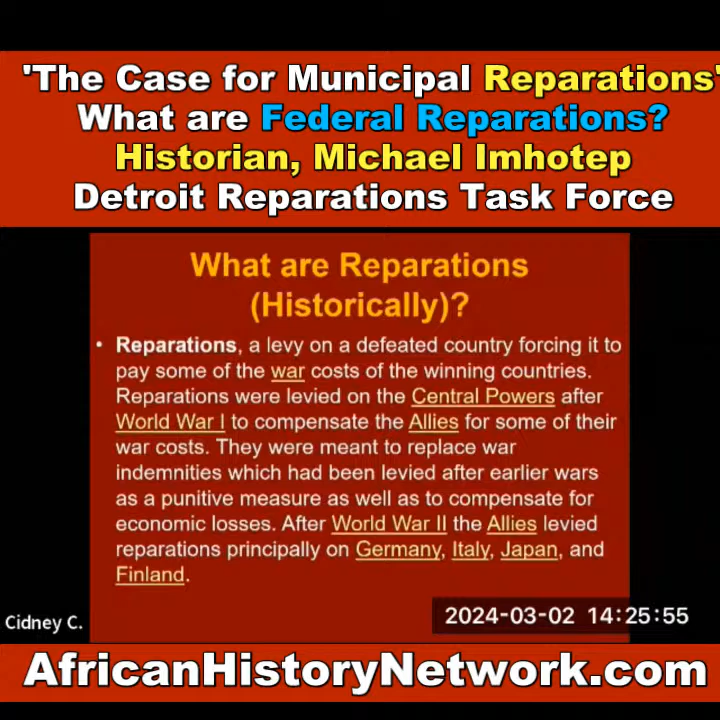 'The Case for Municipal Reparations'
What are Federal Reparations?
Historian, Michael Imhotep
Detroit Reparations Task Force
What are Reparations
(Historically)?
• Reparations, a levy on a defeated country forcing it to
pay some of the war costs of the winning countries.
Reparations were levied on the Central Powers after
World War I to compensate the Allies for some of their
war costs. They were meant to replace war
indemnities which had been levied after earlier wars
as a punitive measure as well as to compensate for
economic losses. After World War II the Allies levied
reparations principally on Germany, Italy, Japan, and
Finland.
Cidney C.
2024-03-02 14:25:55
AfricanHistoryNetwork.com